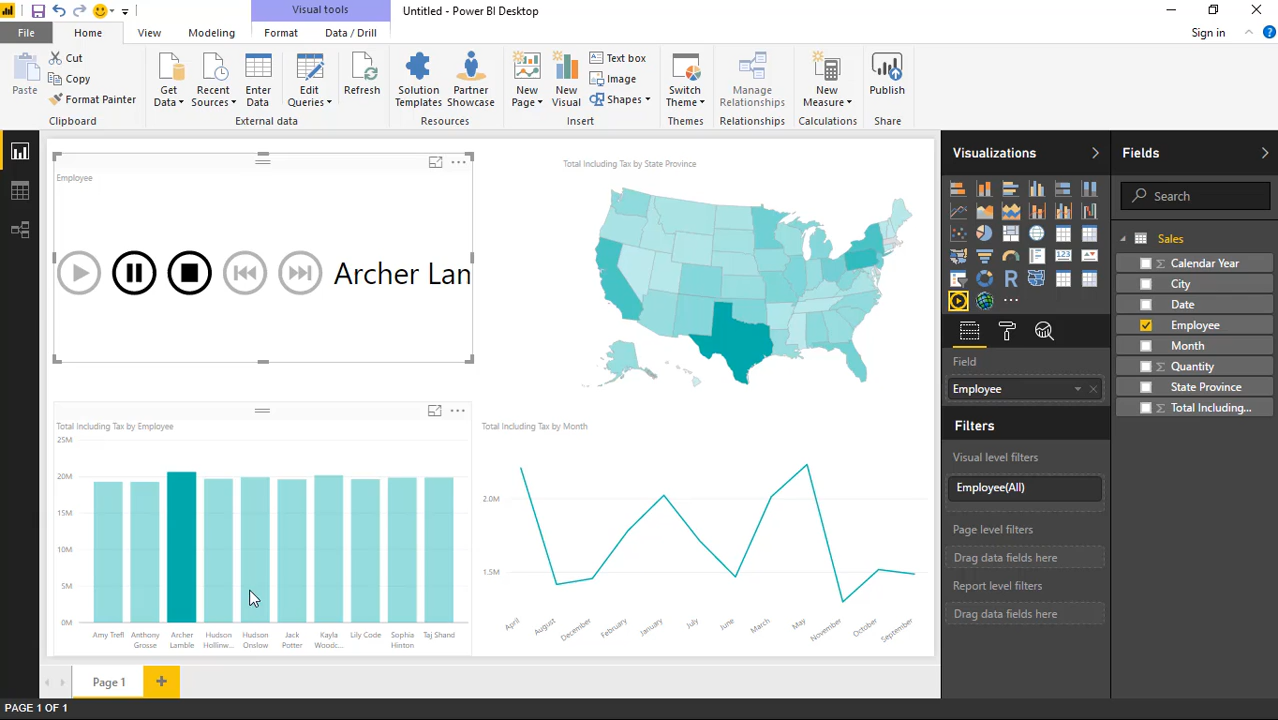 Visual tools
Untitled - Power BI Desktop
File
Home
View
Modeling
Format
Data / Drill
Sign in
?
Paste
Cut
Copy
Format Painter
Clipboard
Get Data
Recent Sources
Enter Data
Edit Queries
Refresh
External data
Solution Templates
Partner Showcase
Resources
New Page
New Visual
Text box
Image
Shapes
Insert
Switch Theme
Themes
Manage Relationships
Relationships
New Measure
Calculations
Publish
Share
Employee
Archer Lan
Total Including Tax by State Province
Total Including Tax by Employee
25M
20M
15M
10M
5M
0M
Amy Trefl
Anthony Grosse
Archer Lamble
Hudson Hollinw...
Hudson Onslow
Jack Potter
Kayla Woodc...
Lily Code
Sophia Hinton
Taj Shand
Total Including Tax by Month
2.0M
1.5M
April
August
December
February
January
July
June
March
May
November
October
September
Visualizations
R
123
Field
Employee
Filters
Visual level filters
Employee(All)
Page level filters
Drag data fields here
Report level filters
Drag data fields here
Fields
Search
Sales
Σ Calendar Year
City
Date
Employee
Month
Σ Quantity
State Province
Σ Total Including...
Page 1
PAGE 1 OF 1